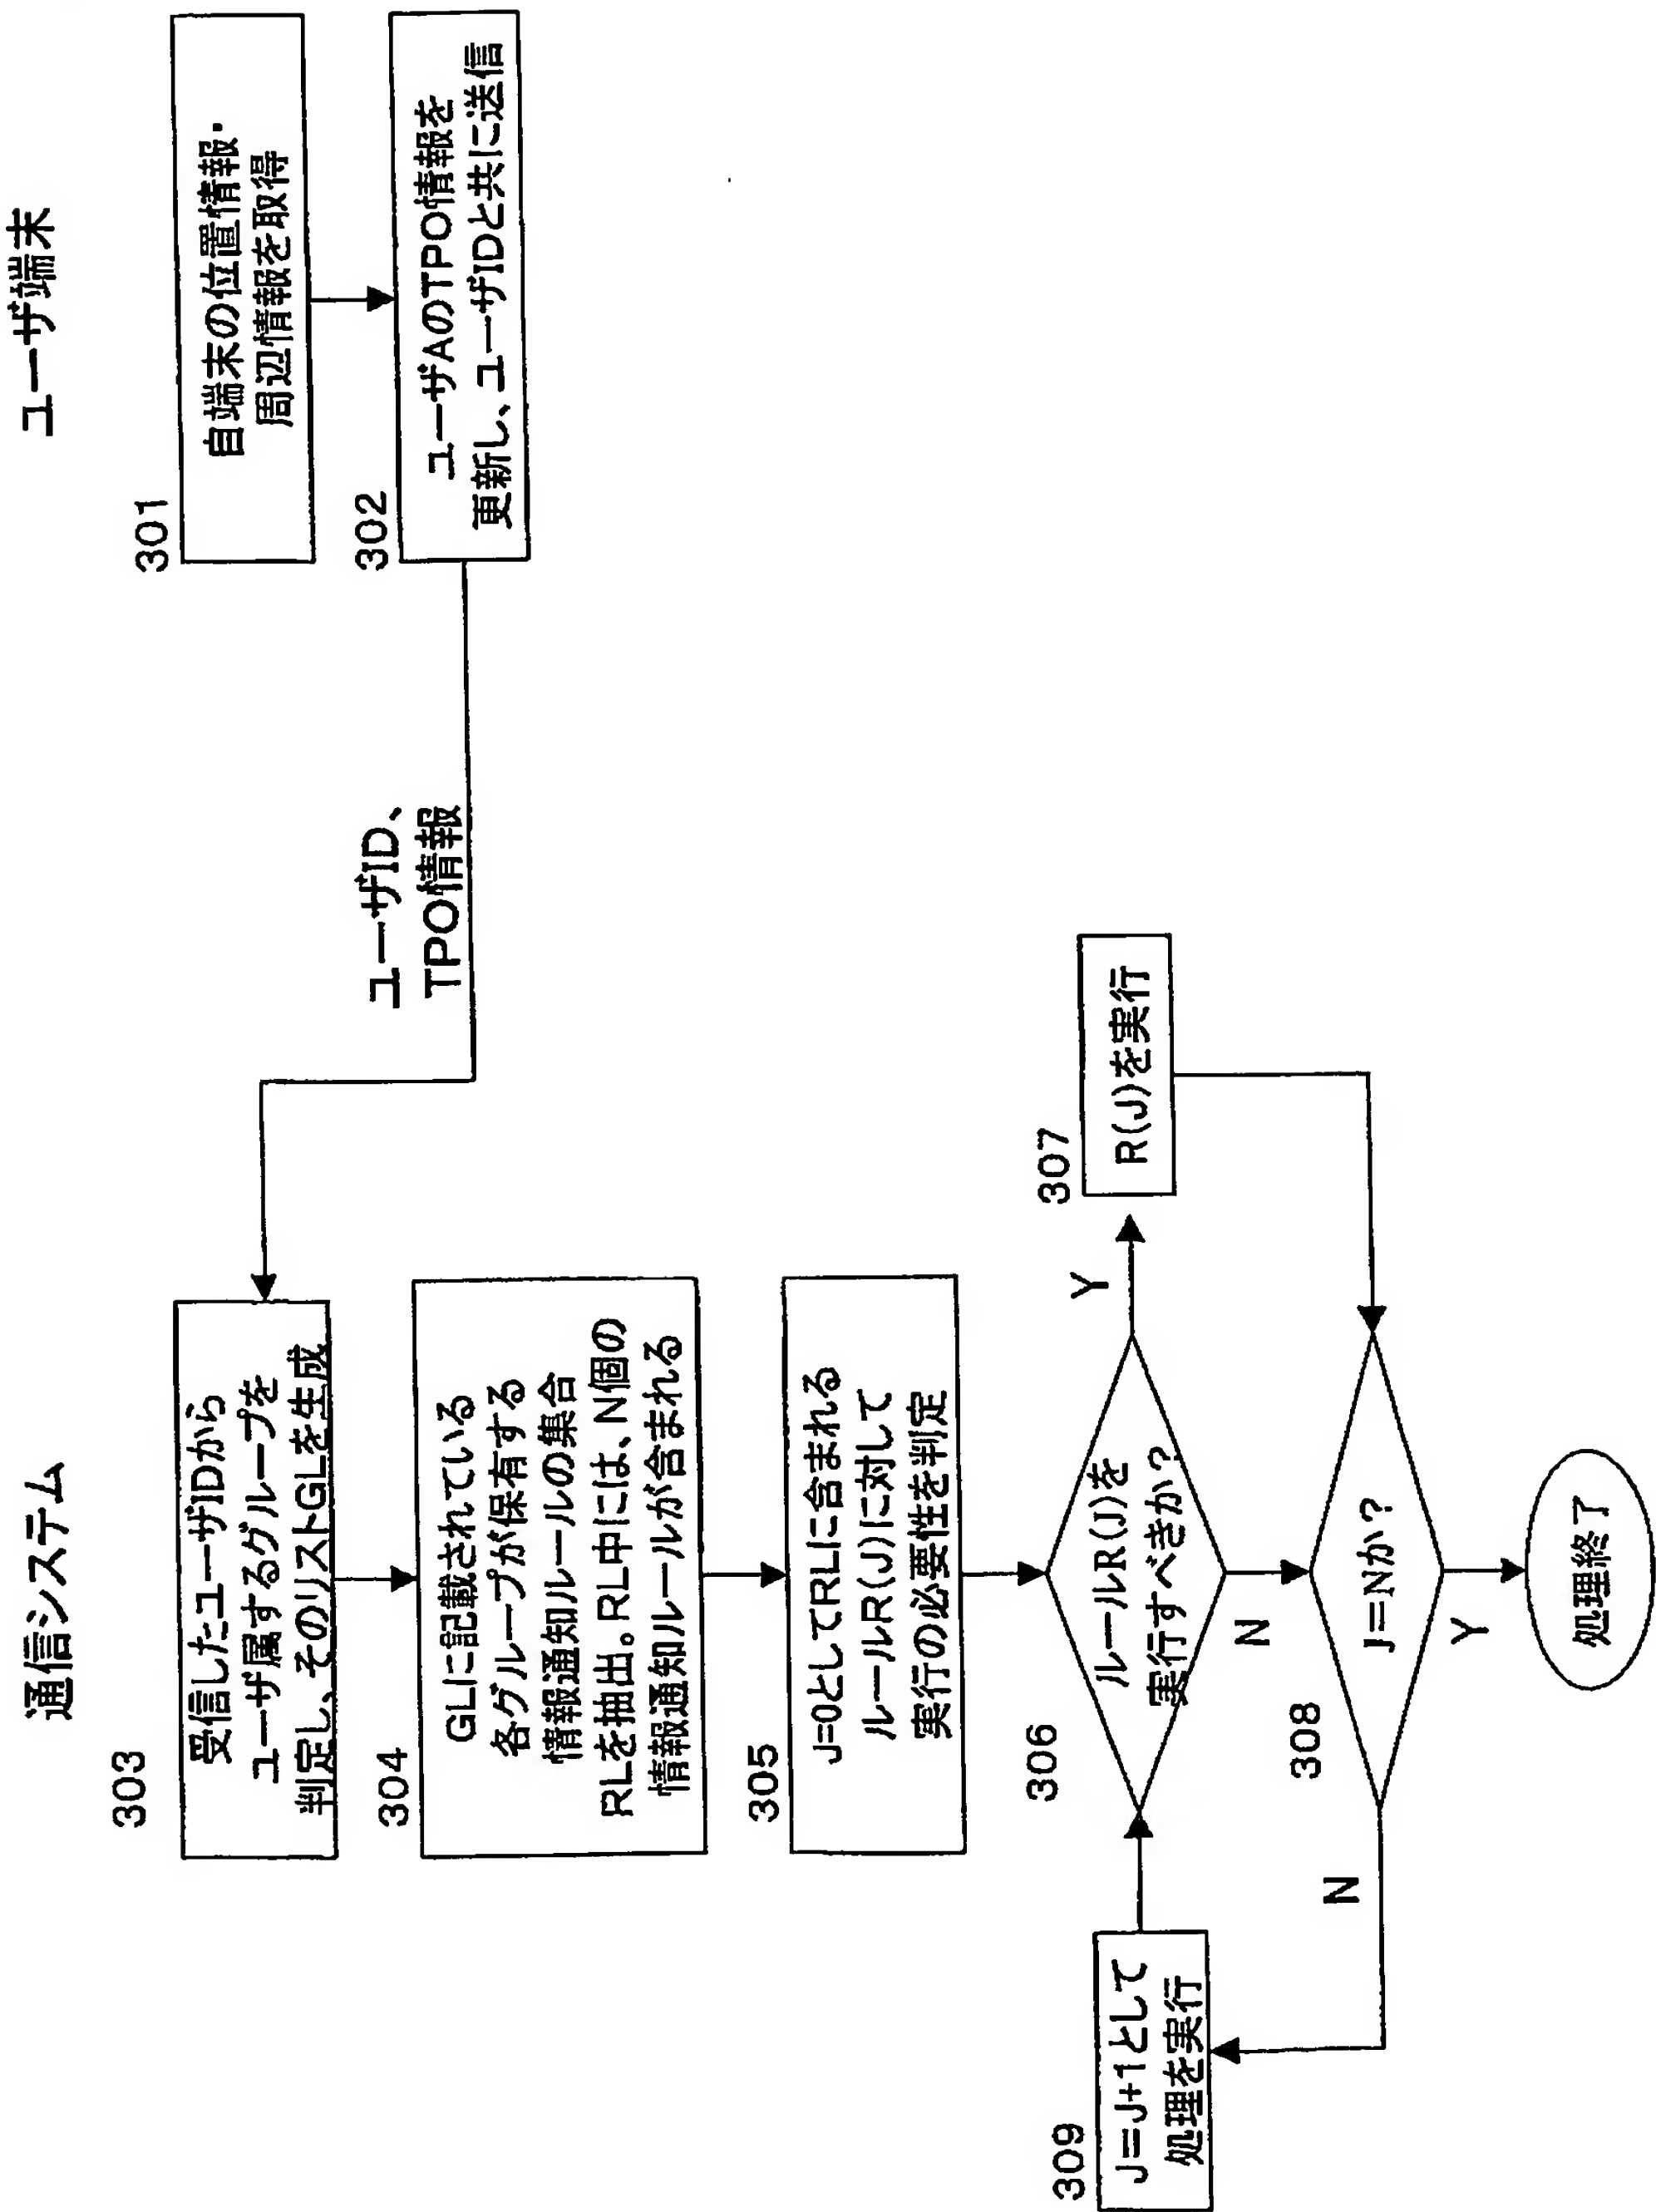 通信システム
ユーザ端末
301
自端末の位置情報・
周辺情報を取得
302
ユーザAのTPO情報を
更新し、ユーザIDと共に送信
ユーザID、
TPO情報
303
受信したユーザIDから
ユーザ属するグループを
判定し、そのリストGLを生成
304
GLに記載されている
各グループが保有する
情報通知ルールの集合
RLを抽出。RL中には、N個の
情報通知ルールが含まれる
305
J=0としてRLに含まれる
ルールR(J)に対して
実行の必要性を判定
306
ルールR(J)を
実行すべきか?
Y
N
307
R(J)を実行
308
J=Nか?
N
Y
309
J=J+1として
処理を実行
処理終了